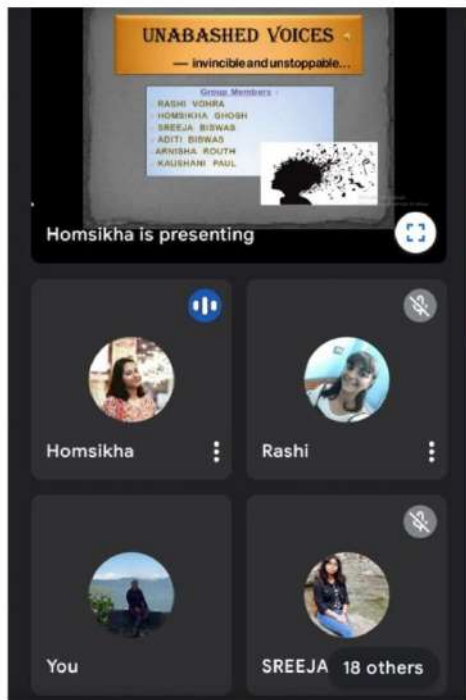 UNABASHED VOICES
— invincible and unstoppable...
Group Members :
- RASHI VOHRA
- HOMSIKHA GHOSH
- SREEJA BISWAS
- ADITI BISWAS
- ARNISHA ROUTH
- KAUSHANI PAUL
Homsikha is presenting
Homsikha
Rashi
You
SREEJA
18 others